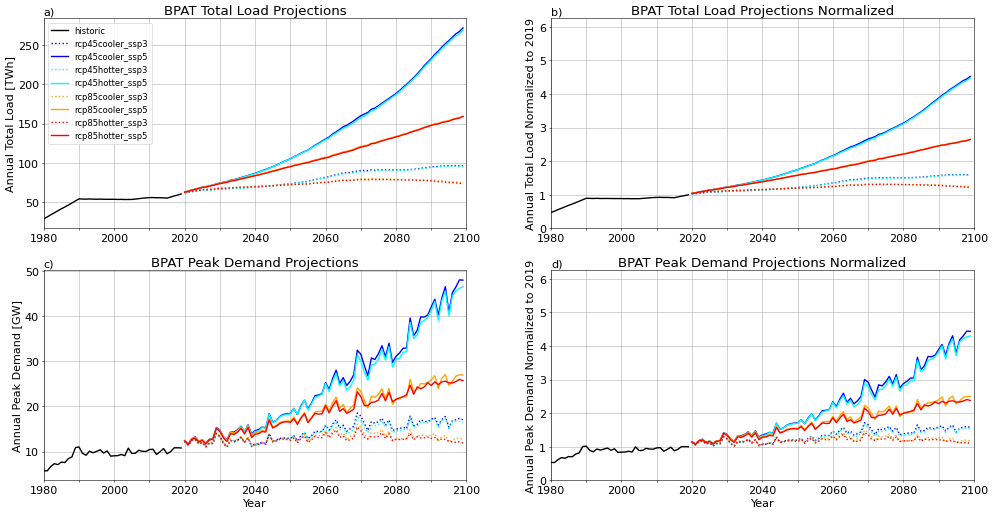 a)
BPAT Total Load Projections
Annual Total Load [TWh]
250
200
150
100
50
historic
rcp45cooler_ssp3
rcp45cooler_ssp5
rcp45hotter_ssp3
rcp45hotter_ssp5
rcp85cooler_ssp3
rcp85cooler_ssp5
rcp85hotter_ssp3
rcp85hotter_ssp5
1980 2000 2020 2040 2060 2080 2100
b)
BPAT Total Load Projections Normalized
Annual Total Load Normalized to 2019
6
5
4
3
2
1
0
1980 2000 2020 2040 2060 2080 2100
c)
BPAT Peak Demand Projections
Annual Peak Demand [GW]
50
40
30
20
10
1980 2000 2020 2040 2060 2080 2100
Year
d)
BPAT Peak Demand Projections Normalized
Annual Peak Demand Normalized to 2019
6
5
4
3
2
1
0
1980 2000 2020 2040 2060 2080 2100
Year